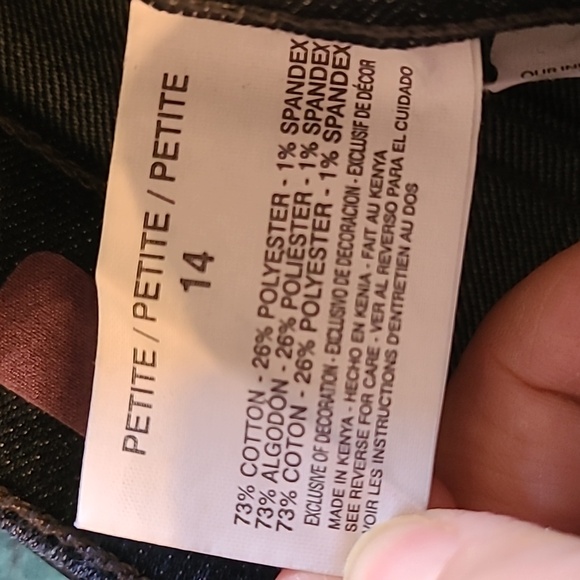 PETITE / PETITE / PETITE
14
73% COTTON - 26% POLYESTER - 1% SPANDEX
73% ALGODÓN - 26% POLIÉSTER - 1% SPANDEX
73% COTON - 26% POLYESTER - 1% SPANDEX
EXCLUSIVE OF DECORATION - EXCLUSIVO DE DECORACION - EXCLUSIF DE DÉCOR
MADE IN KENYA - HECHO EN KENIA - FAIT AU KENYA
SEE REVERSE FOR CARE - VER AL REVERSO PARA EL CUIDADO
VOIR LES INSTRUCTIONS D'ENTRETIEN AU DOS